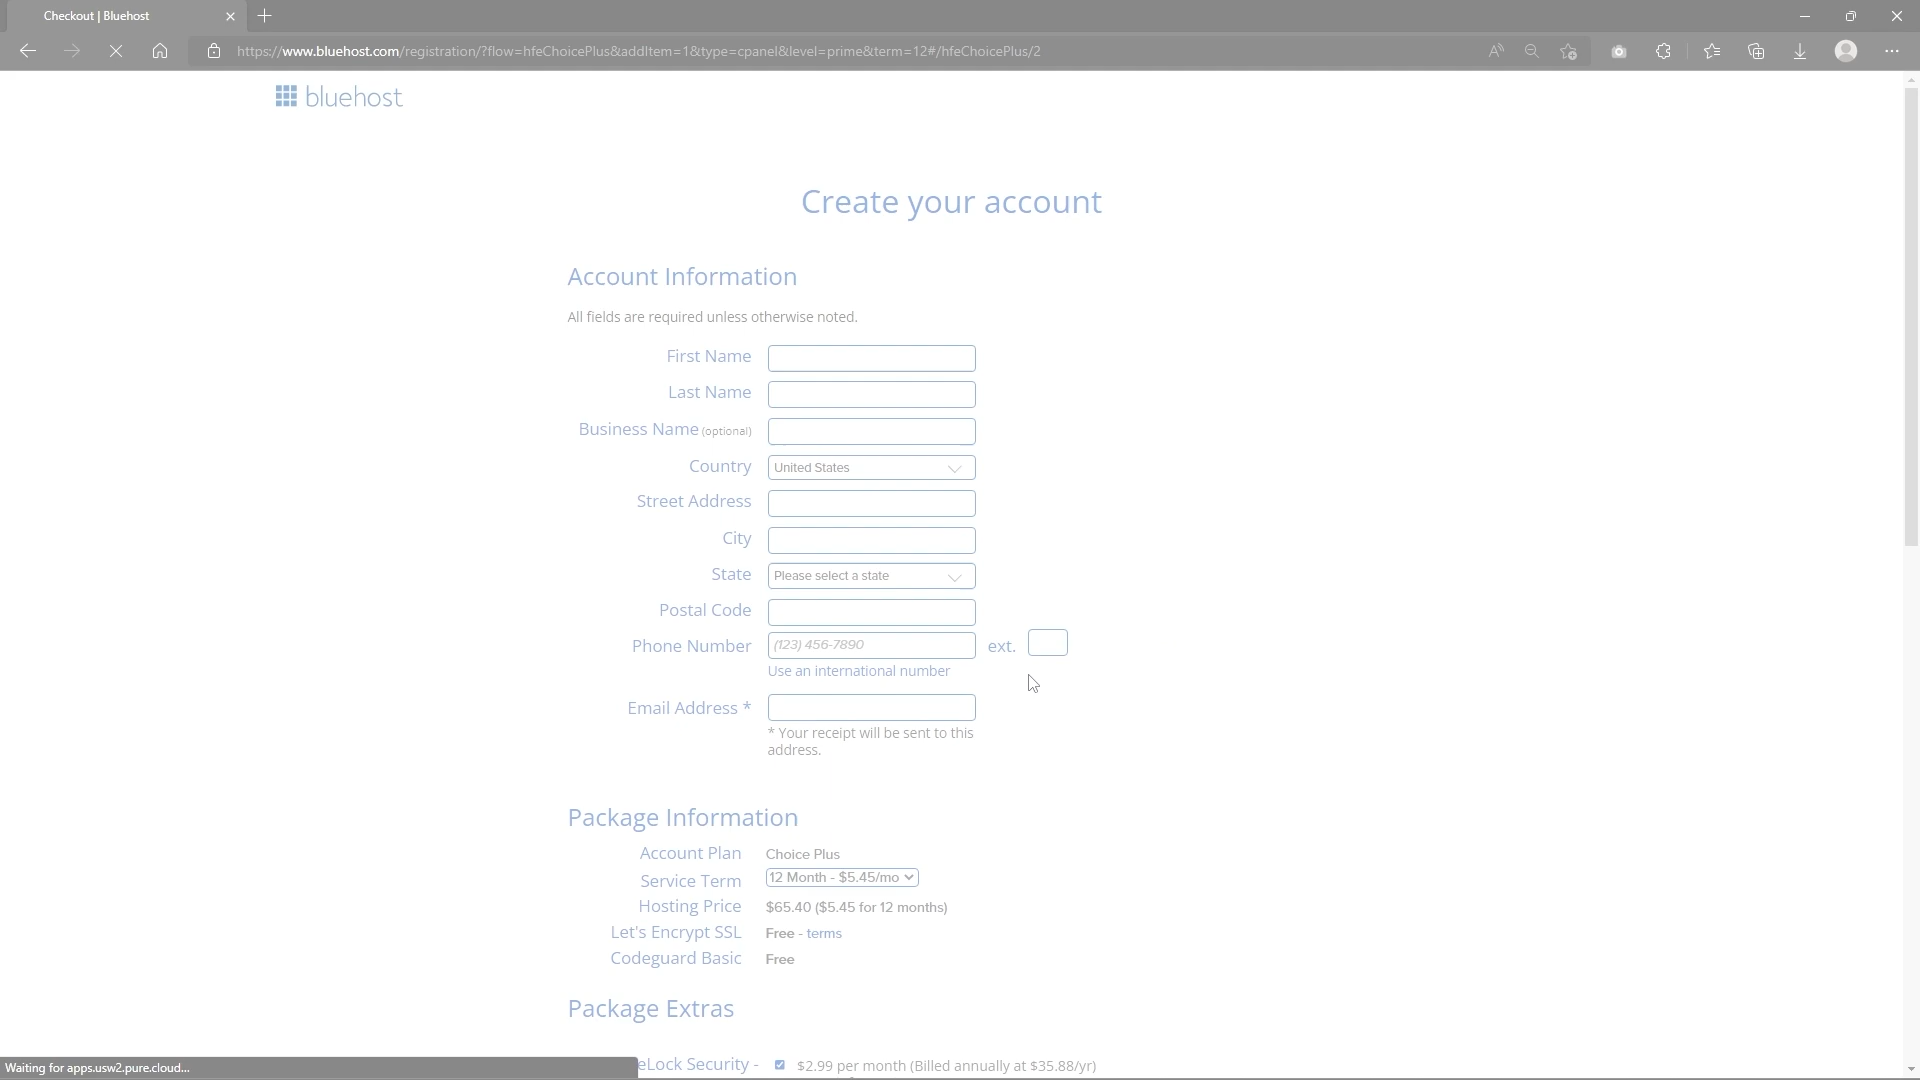 Checkout | Bluehost
https://www.bluehost.com/registration/?flow=hfeChoicePlus&addItem=1&type=cpanel&level=prime&term=12#/hfeChoicePlus/2
bluehost
Create your account
Account Information
All fields are required unless otherwise noted.
First Name
Last Name
Business Name (optional)
Country United States
Street Address
City
State Please select a state
Postal Code
Phone Number (123) 456-7890 ext.
Use an international number
Email Address *
* Your receipt will be sent to this
address.
Package Information
Account Plan Choice Plus
Service Term 12 Month - $5.45/mo
Hosting Price $65.40 ($5.45 for 12 months)
Let's Encrypt SSL Free - terms
Codeguard Basic Free
Package Extras
eLock Security - $2.99 per month (Billed annually at $35.88/yr)
Waiting for apps.usw2.pure.cloud...